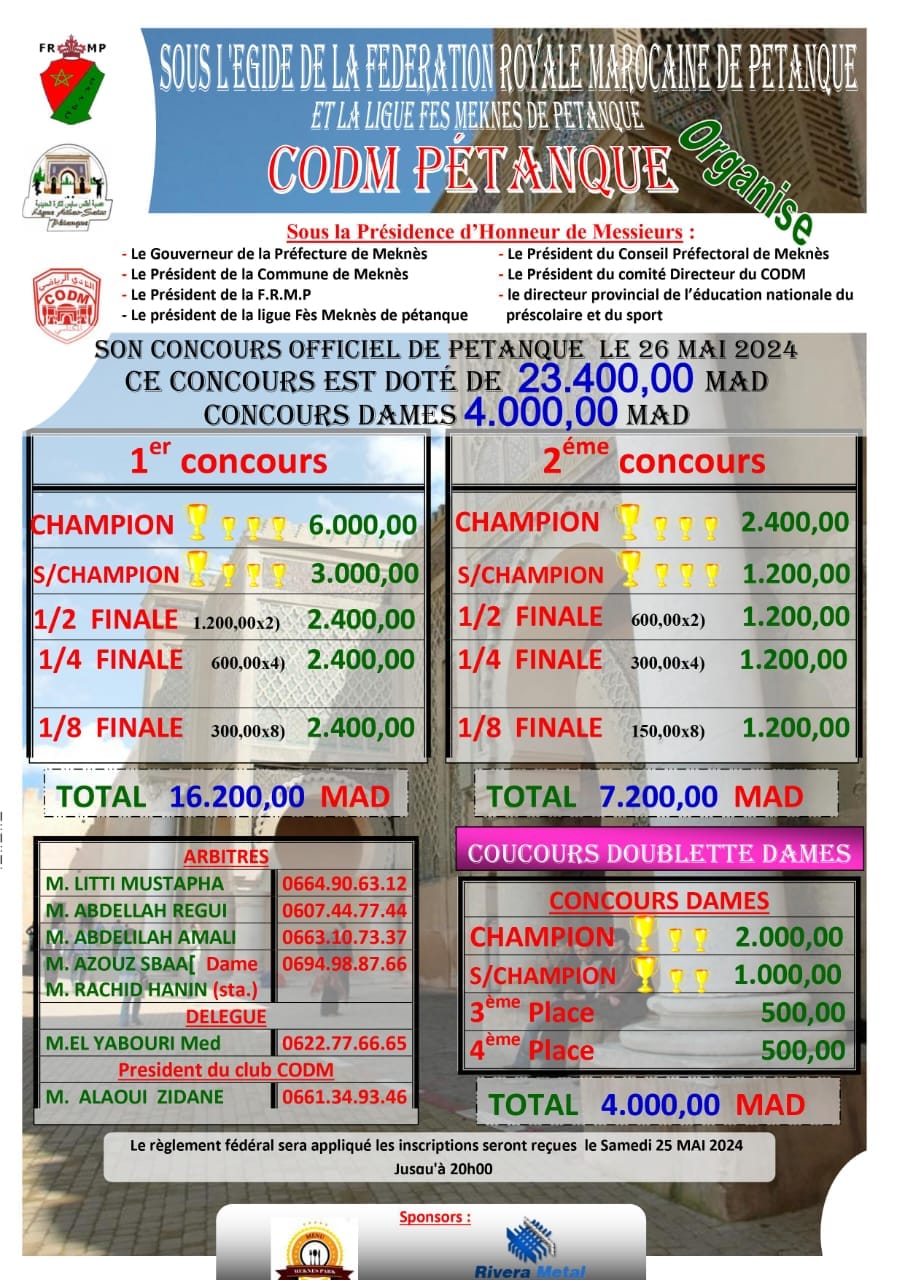 FR MP
SOUS L'EGIDE DE LA FEDERATION ROYALE MAROCAINE DE PETANQUE
ET LA LIGUE FES MEKNES DE PETANQUE
CODM PÉTANQUE
Organise
Sous la Présidence d'Honneur de Messieurs :
- Le Gouverneur de la Préfecture de Meknès
- Le Président de la Commune de Meknès
- Le Président de la F.R.M.P
- Le président de la ligue Fès Meknès de pétanque
- Le Président du Conseil Préfectoral de Meknès
- Le Président du comité Directeur du CODM
- le directeur provincial de l'éducation nationale du
préscolaire et du sport
النادي الرياضي
CODM
SON CONCOURS OFFICIEL DE PETANQUE LE 26 MAI 2024
CE CONCOURS EST DOTÉ DE 23.400,00 MAD
CONCOURS DAMES 4.000,00 MAD
1er concours
CHAMPION 6.000,00
S/CHAMPION 3.000,00
1/2 FINALE 1.200,00x2) 2.400,00
1/4 FINALE 600,00x4) 2.400,00
1/8 FINALE 300,00x8) 2.400,00
TOTAL 16.200,00 MAD
2éme concours
CHAMPION 2.400,00
S/CHAMPION 1.200,00
1/2 FINALE 600,00x2) 1.200,00
1/4 FINALE 300,00x4) 1.200,00
1/8 FINALE 150,00x8) 1.200,00
TOTAL 7.200,00 MAD
ARBITRES
M. LITTI MUSTAPHA 0664.90.63.12
M. ABDELLAH REGUI 0607.44.77.44
M. ABDELILAH AMALI 0663.10.73.37
M. AZOUZ SBAA[ Dame 0694.98.87.66
M. RACHID HANIN (sta.)
DELEGUE
M.EL YABOURI Med 0622.77.66.65
President du club CODM
M. ALAOUI ZIDANE 0661.34.93.46
COUCOURS DOUBLETTE DAMES
CONCOURS DAMES
CHAMPION 2.000,00
S/CHAMPION 1.000,00
3ème Place 500,00
4ème Place 500,00
TOTAL 4.000,00 MAD
Le règlement fédéral sera appliqué les inscriptions seront reçues le Samedi 25 MAI 2024
Jusqu'à 20h00
Sponsors :
MENU
MEKNES PARK
Rivera Metal